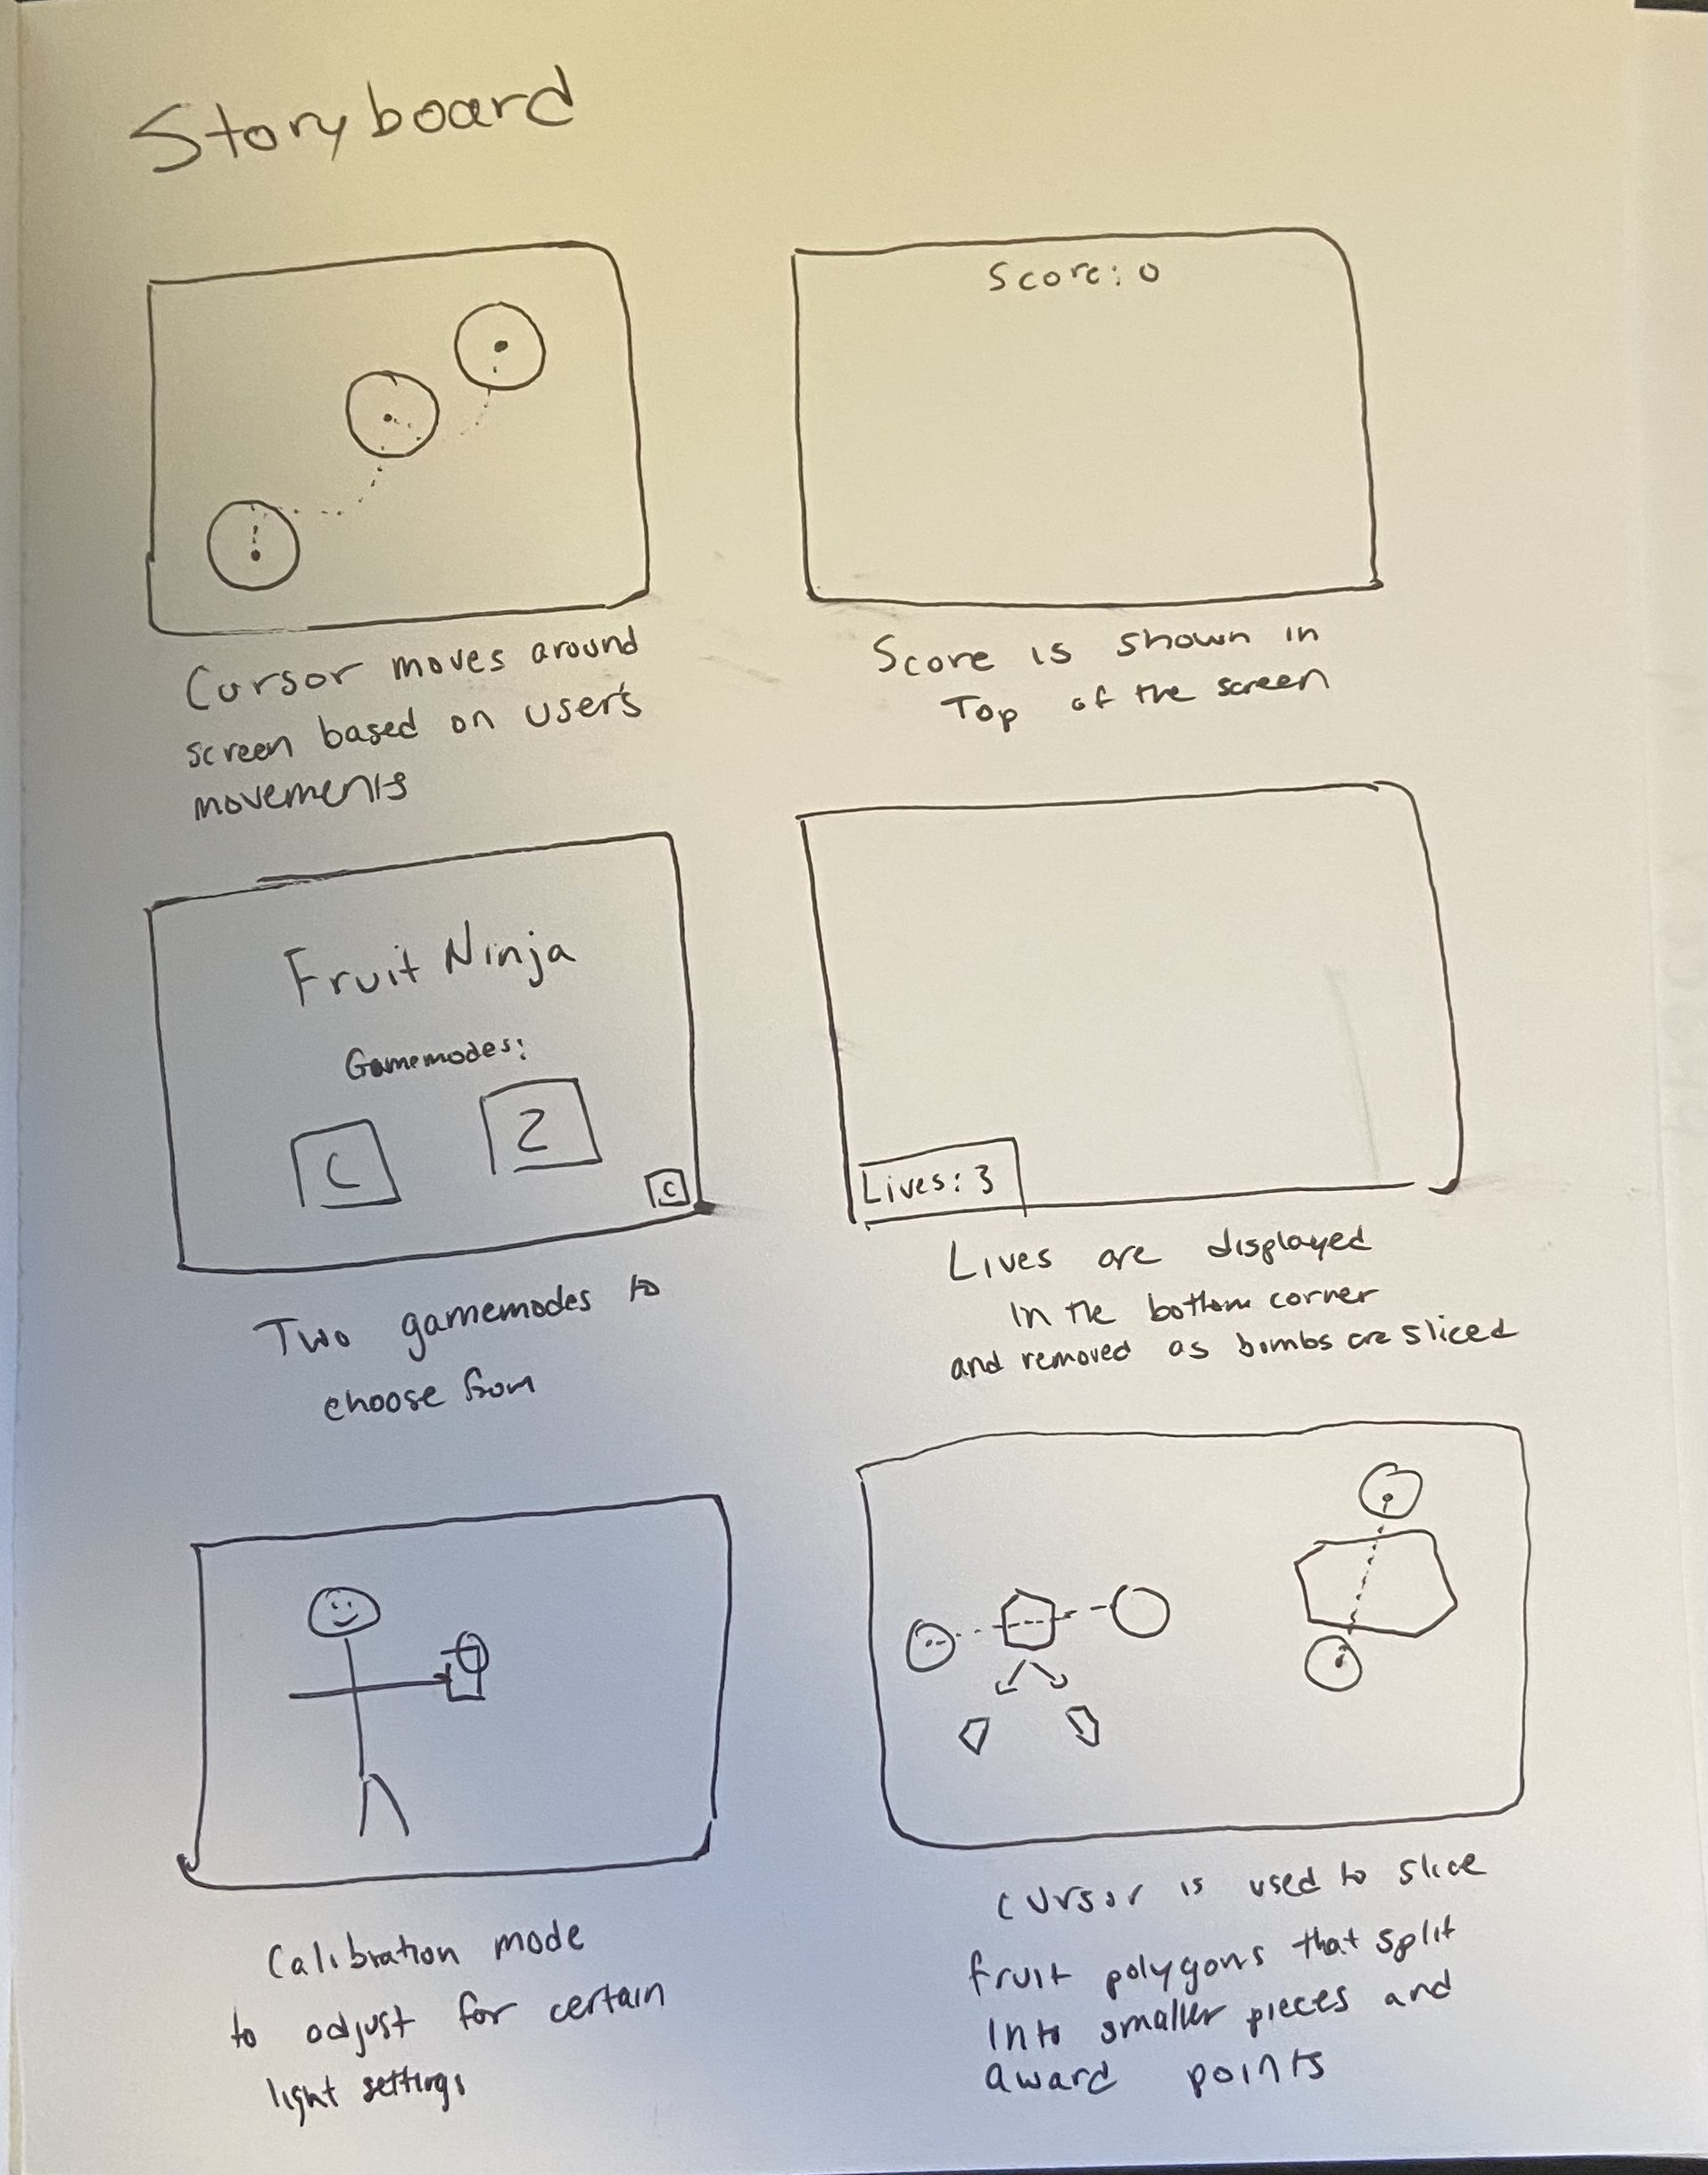 Storyboard
Cursor moves around
screen based on user's
movements
Score: 0
Score is shown in
Top of the screen
Fruit Ninja
Gamemodes:
C
2
C
Two gamemodes to
choose from
Lives: 3
Lives are displayed
in the bottom corner
and removed as bombs are sliced
Calibration mode
to adjust for certain
light settings
cursor is used to slice
fruit polygons that split
into smaller pieces and
award points